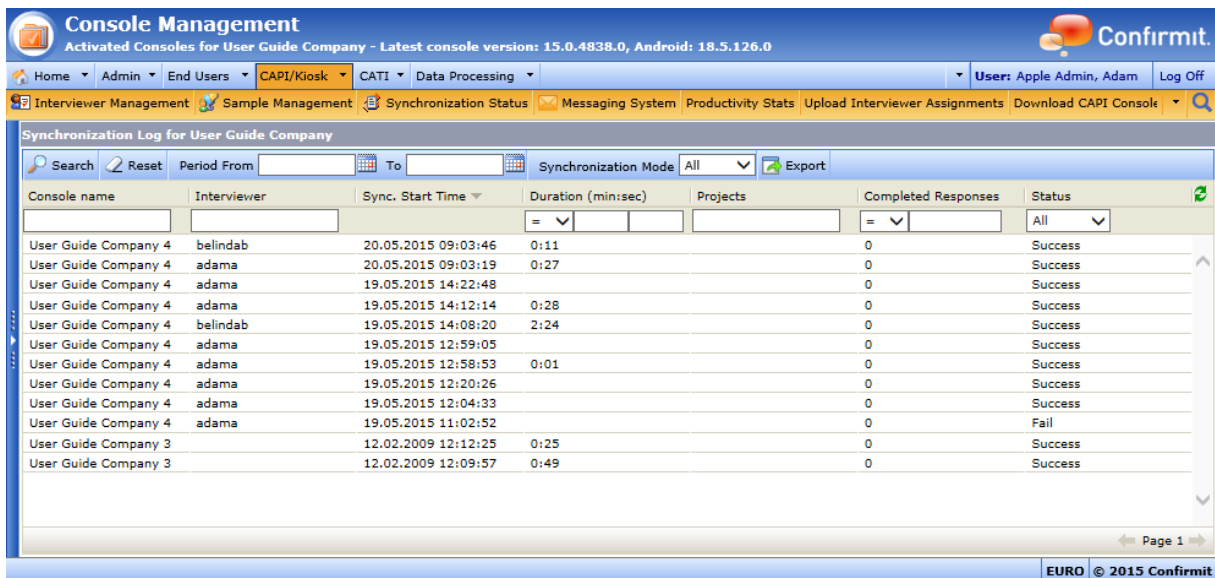 Console Management
Activated Consoles for User Guide Company - Latest console version: 15.0.4838.0, Android: 18.5.126.0
Confirmit.
Home Admin End Users CAPI/Kiosk CATI Data Processing User: Apple Admin, Adam Log Off
Interviewer Management Sample Management Synchronization Status Messaging System Productivity Stats Upload Interviewer Assignments Download CAPI Console
Synchronization Log for User Guide Company
Search Reset Period From To Synchronization Mode All Export
Console name Interviewer Sync. Start Time Duration (min:sec) Projects Completed Responses Status
= = All
User Guide Company 4 belindab 20.05.2015 09:03:46 0:11 0 Success
User Guide Company 4 adama 20.05.2015 09:03:19 0:27 0 Success
User Guide Company 4 adama 19.05.2015 14:22:48 0 Success
User Guide Company 4 adama 19.05.2015 14:12:14 0:28 0 Success
User Guide Company 4 belindab 19.05.2015 14:08:20 2:24 0 Success
User Guide Company 4 adama 19.05.2015 12:59:05 0 Success
User Guide Company 4 adama 19.05.2015 12:58:53 0:01 0 Success
User Guide Company 4 adama 19.05.2015 12:20:26 0 Success
User Guide Company 4 adama 19.05.2015 12:04:33 0 Success
User Guide Company 4 adama 19.05.2015 11:02:52 0 Fail
User Guide Company 3 12.02.2009 12:12:25 0:25 0 Success
User Guide Company 3 12.02.2009 12:09:57 0:49 0 Success
Page 1
EURO © 2015 Confirmit